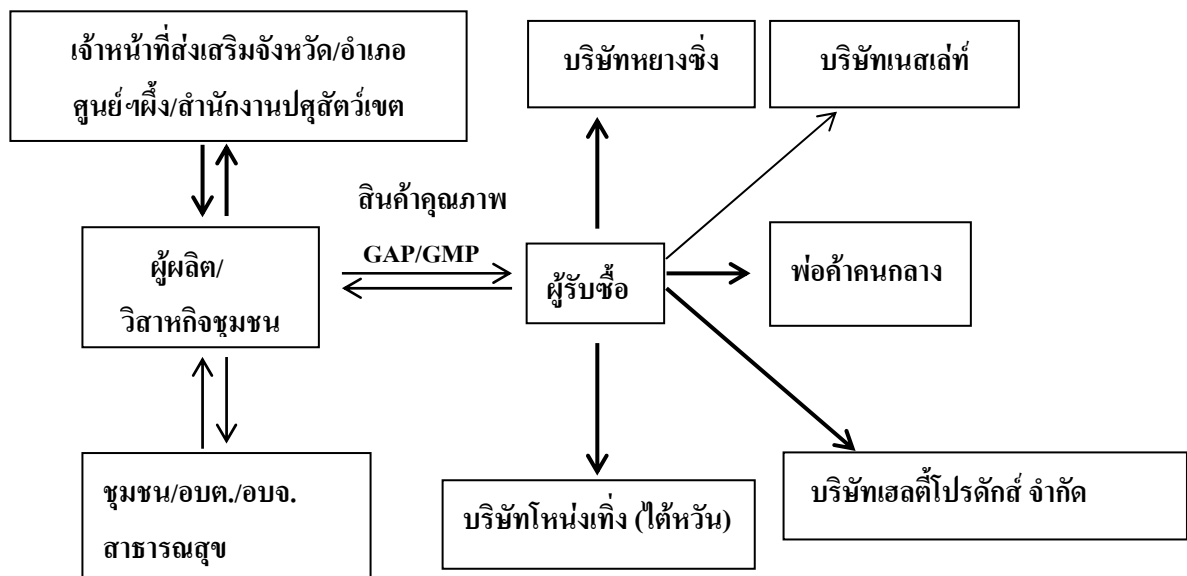 เจ้าหน้าที่ส่งเสริมจังหวัด/อำเภอ
ศูนย์ฯผึ้ง/สำนักงานปศุสัตว์เขต
บริษัทหยางซิ่ง
บริษัทเนสเล่ท์
สินค้าคุณภาพ
GAP/GMP
ผู้ผลิต/
วิสาหกิจชุมชน
ผู้รับซื้อ
พ่อค้าคนกลาง
ชุมชน/อบต./อบจ.
สาธารณสุข
บริษัทโหน่งเทิ่ง (ไต้หวัน)
บริษัทเฮลตี้โปรดักส์ จำกัด